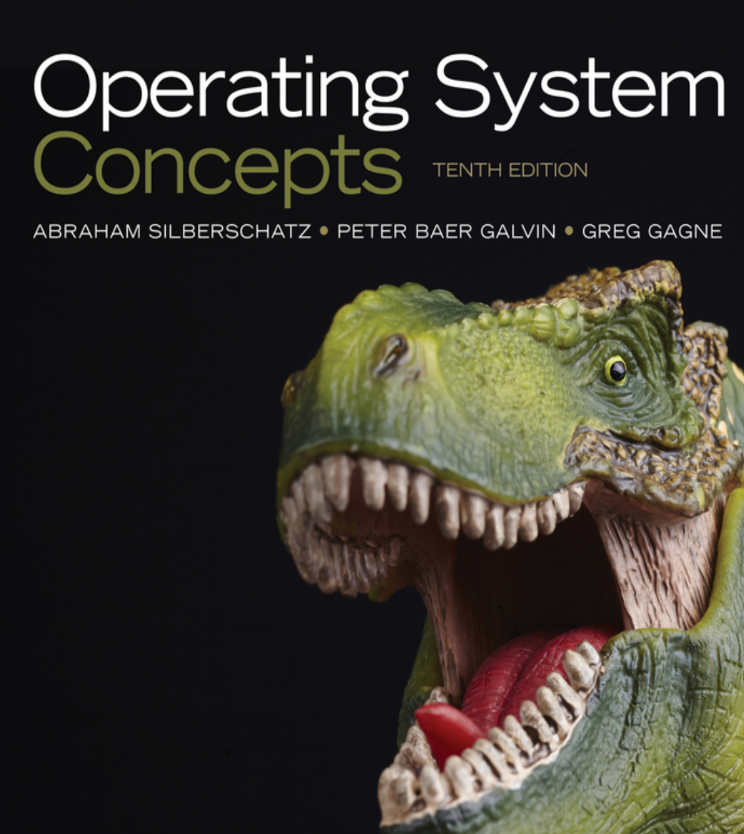 Operating System
Concepts TENTH EDITION
ABRAHAM SILBERSCHATZ • PETER BAER GALVIN • GREG GAGNE